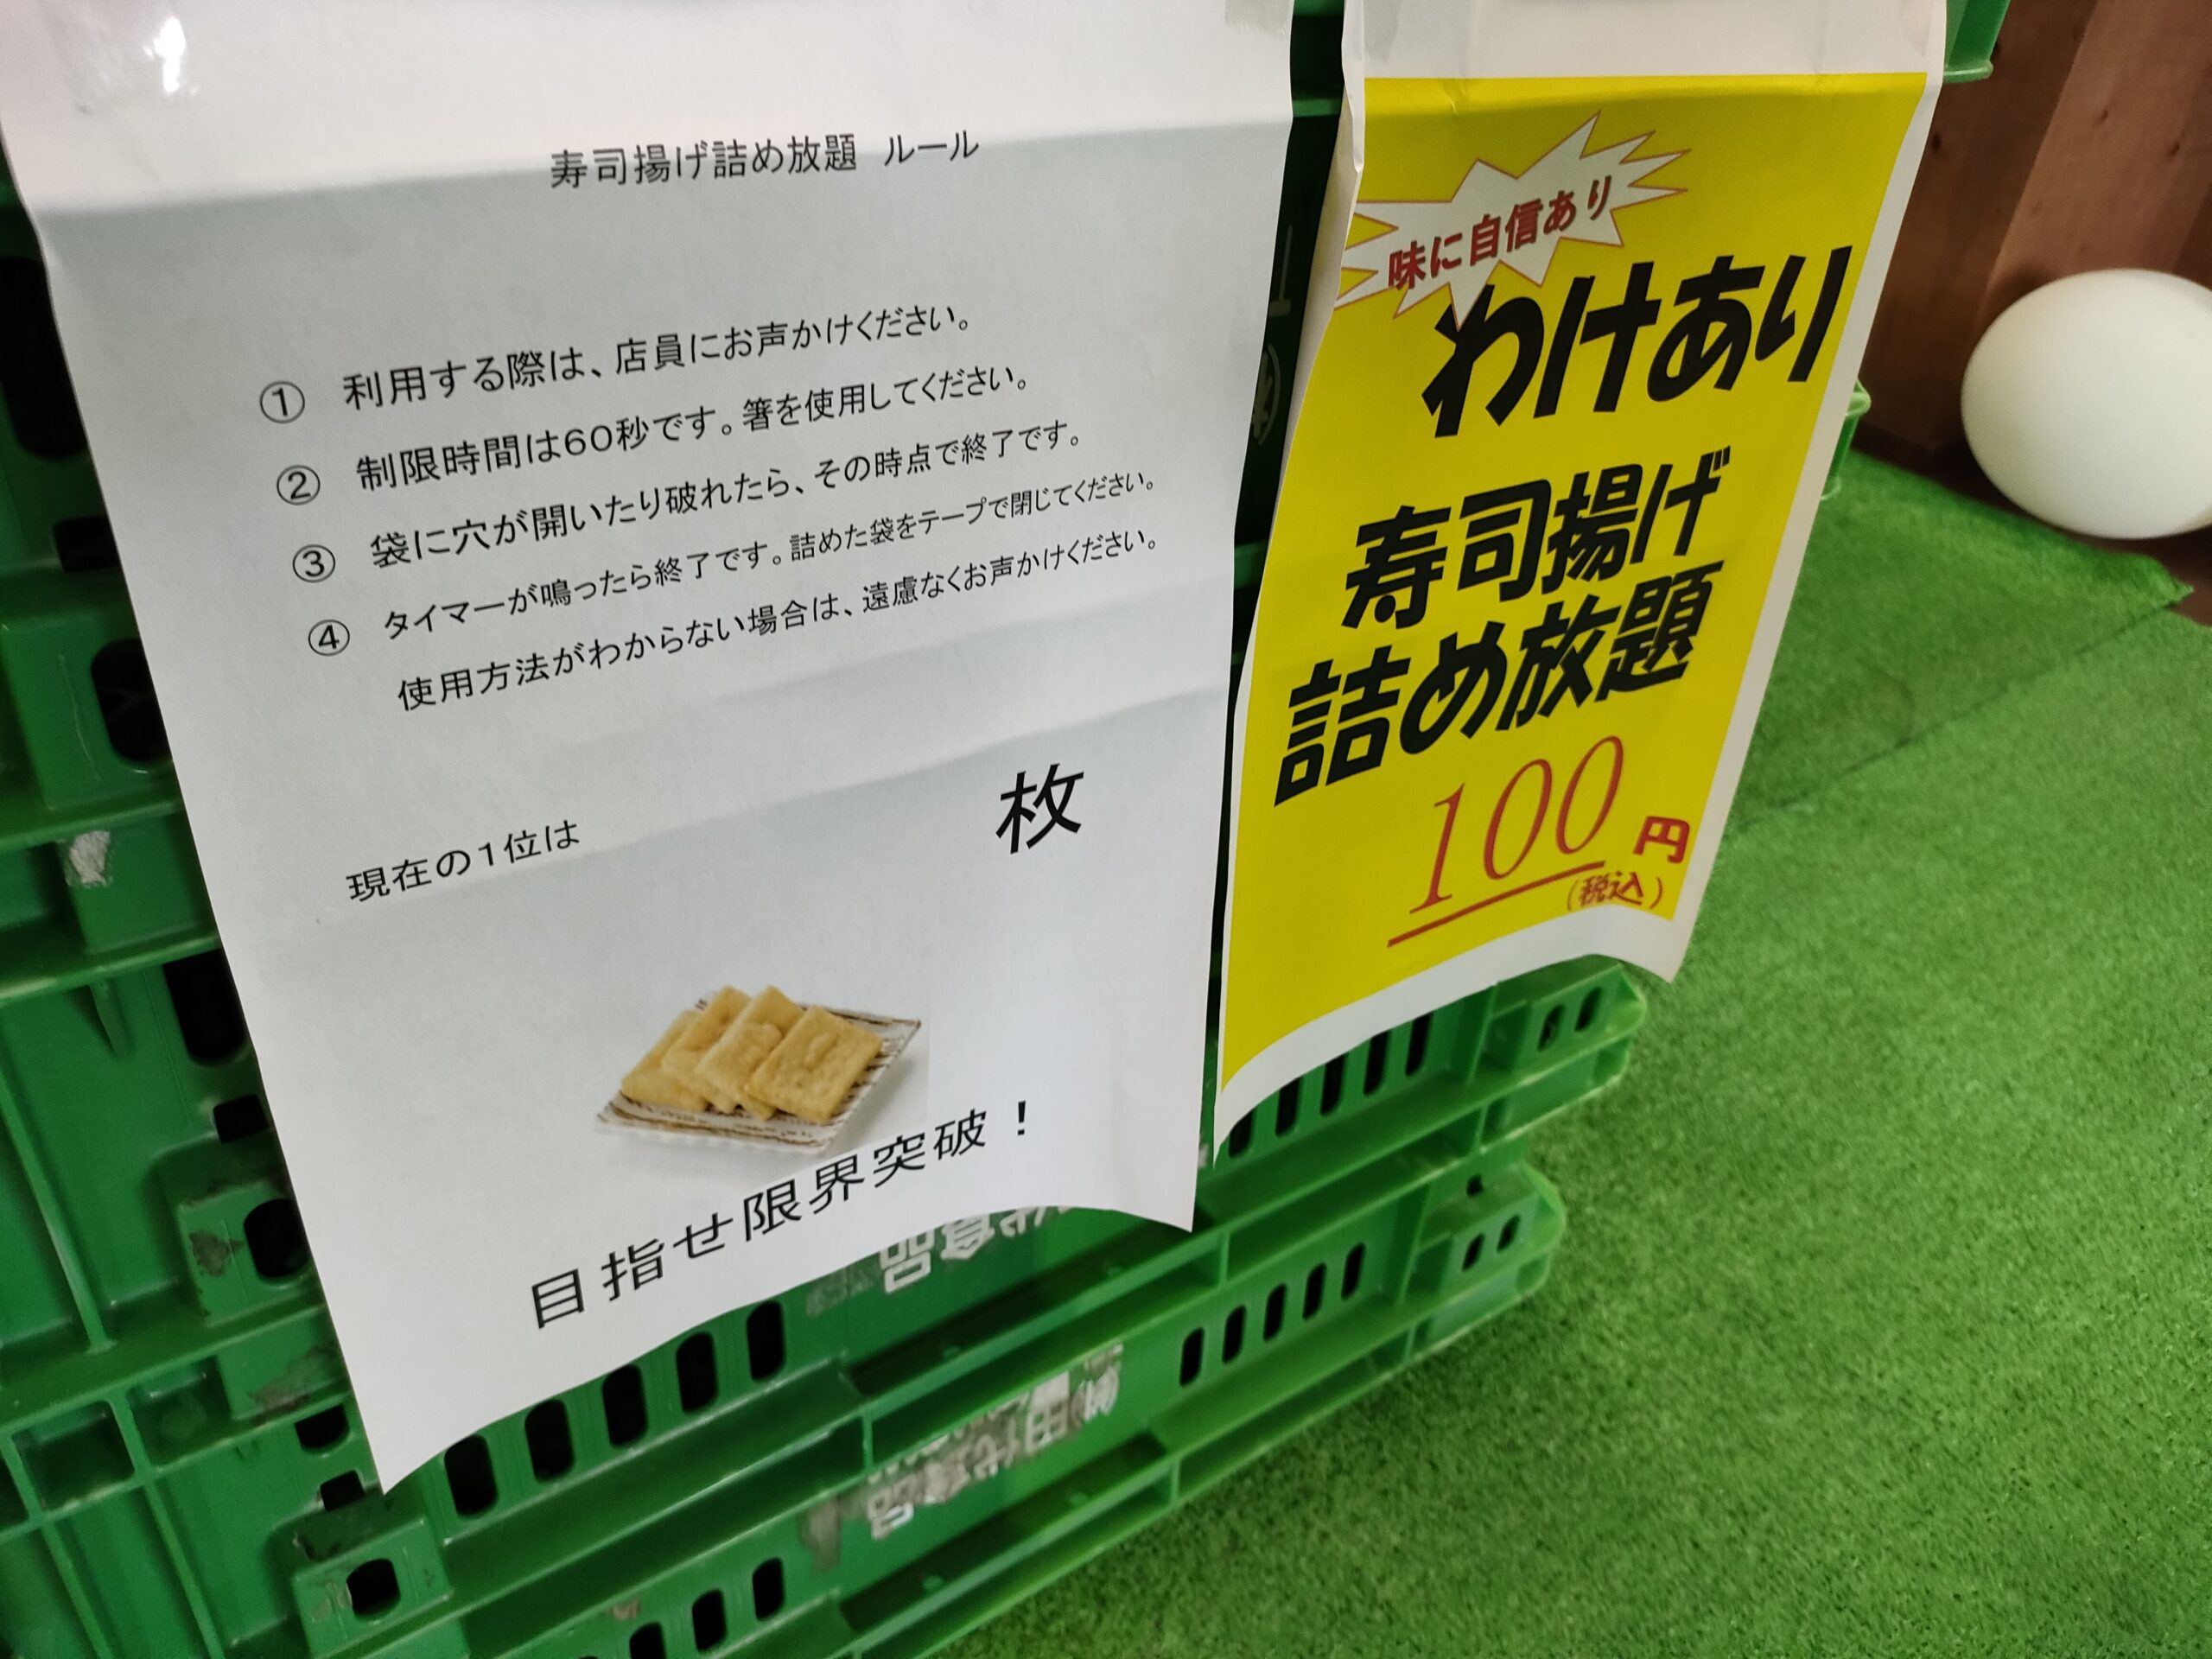 寿司揚げ詰め放題　ルール
① 利用する際は、店員にお声かけください。
② 制限時間は60秒です。箸を使用してください。
③ 袋に穴が開いたり破れたら、その時点で終了です。
④ タイマーが鳴ったら終了です。詰めた袋をテープで閉じてください。
使用方法がわからない場合は、遠慮なくお声かけください。
現在の1位は　枚
目指せ限界突破！
味に自信あり
わけあり
寿司揚げ
詰め放題
100円
(税込)
食品
田代食品